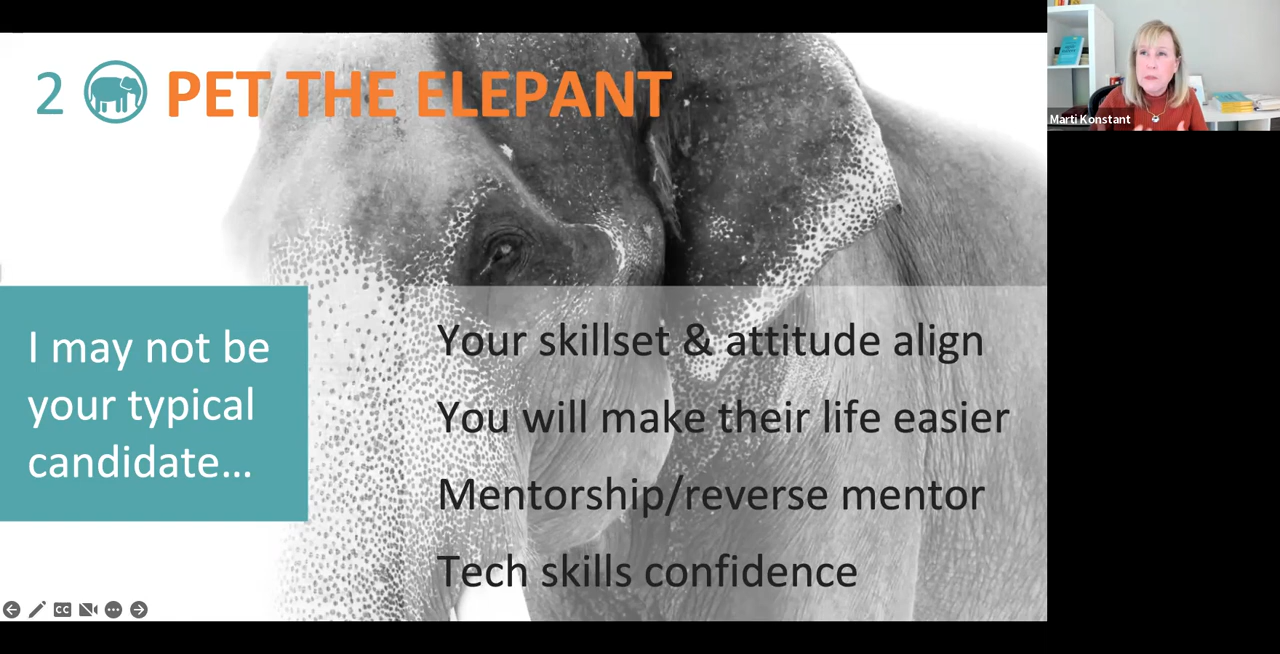 2 PET THE ELEPANT
Marti Konstant
I may not be
your typical
candidate...
Your skillset & attitude align
You will make their life easier
Mentorship/reverse mentor
Tech skills confidence
CC